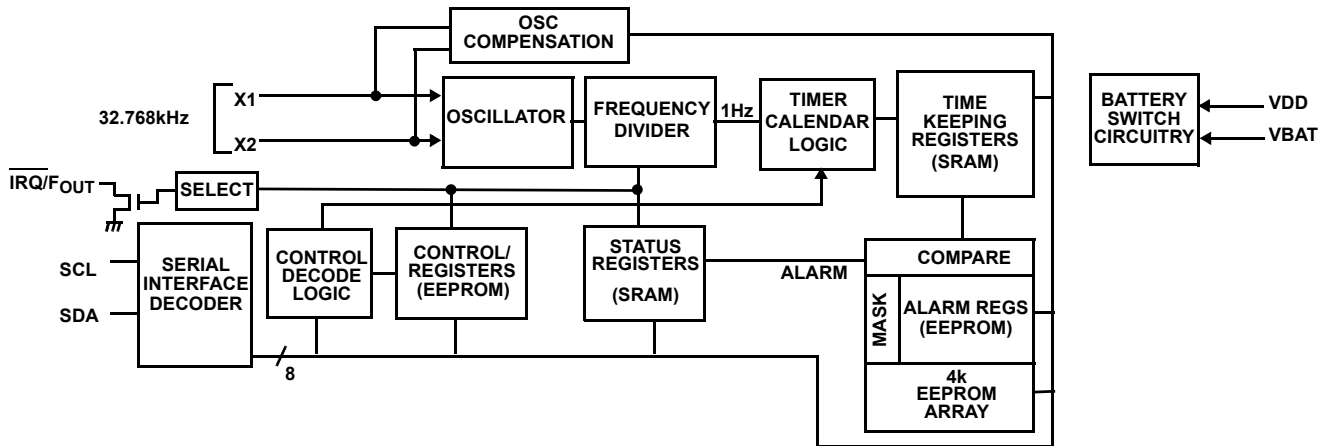 OSC
COMPENSATION
32.768kHz
X1
X2
OSCILLATOR
FREQUENCY
DIVIDER
1Hz
TIMER
CALENDAR
LOGIC
TIME
KEEPING
REGISTERS
(SRAM)
BATTERY
SWITCH
CIRCUITRY
VDD
VBAT
IRQ/FOUT
SELECT
SCL
SDA
SERIAL
INTERFACE
DECODER
CONTROL
DECODE
LOGIC
CONTROL/
REGISTERS
(EEPROM)
STATUS
REGISTERS
(SRAM)
ALARM
COMPARE
MASK
ALARM REGS
(EEPROM)
4k
EEPROM
ARRAY
8